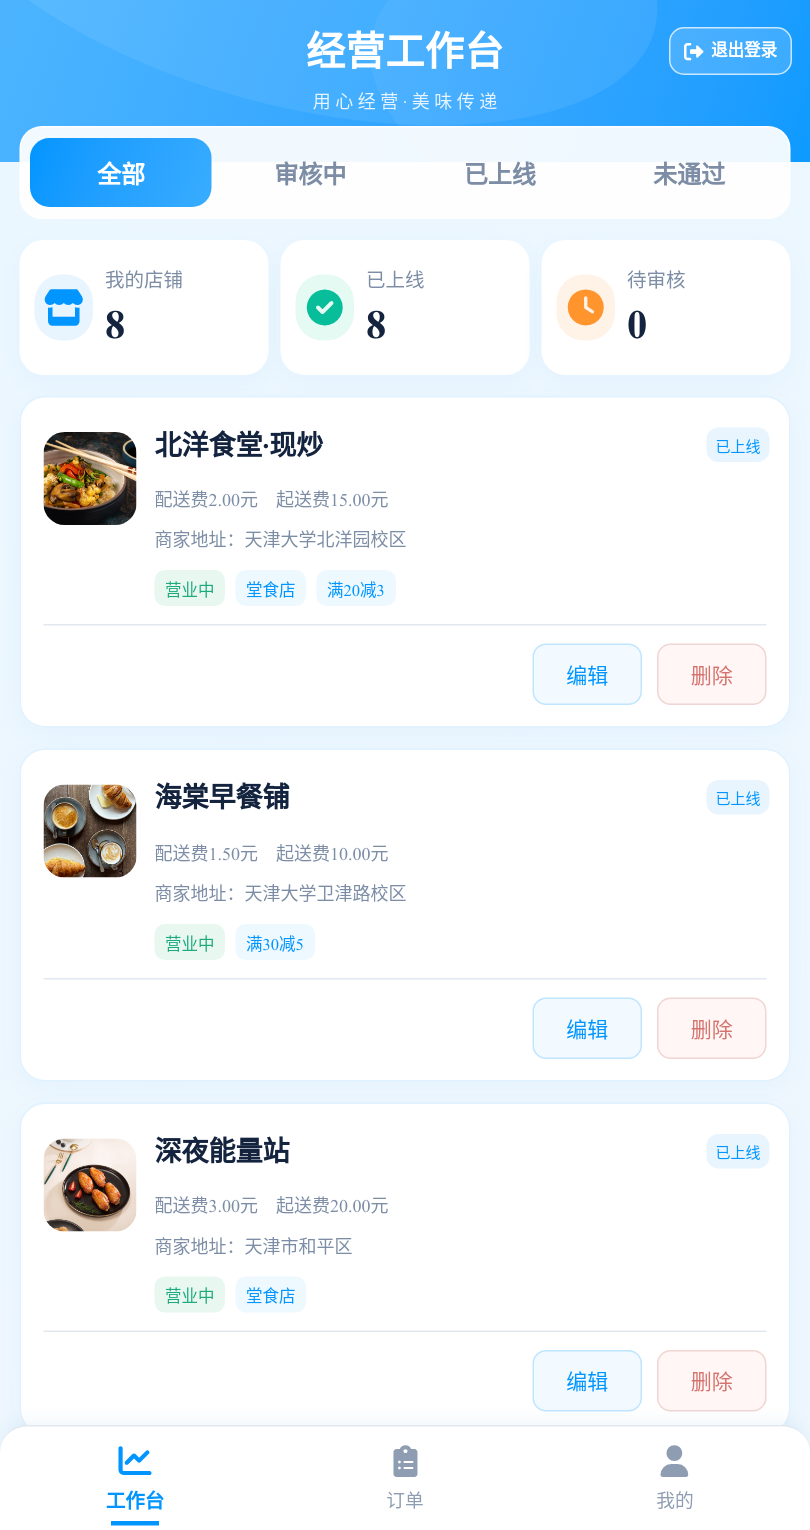 经营工作台
退出登录
用心经营·美味传递
全部 审核中 已上线 未通过
我的店铺 已上线 待审核
8 8 0
北洋食堂·现炒 已上线
配送费2.00元 起送费15.00元
商家地址：天津大学北洋园校区
营业中 堂食店 满20减3
编辑 删除
海棠早餐铺 已上线
配送费1.50元 起送费10.00元
商家地址：天津大学卫津路校区
营业中 满30减5
编辑 删除
深夜能量站 已上线
配送费3.00元 起送费20.00元
商家地址：天津市和平区
营业中 堂食店
编辑 删除
工作台 订单 我的